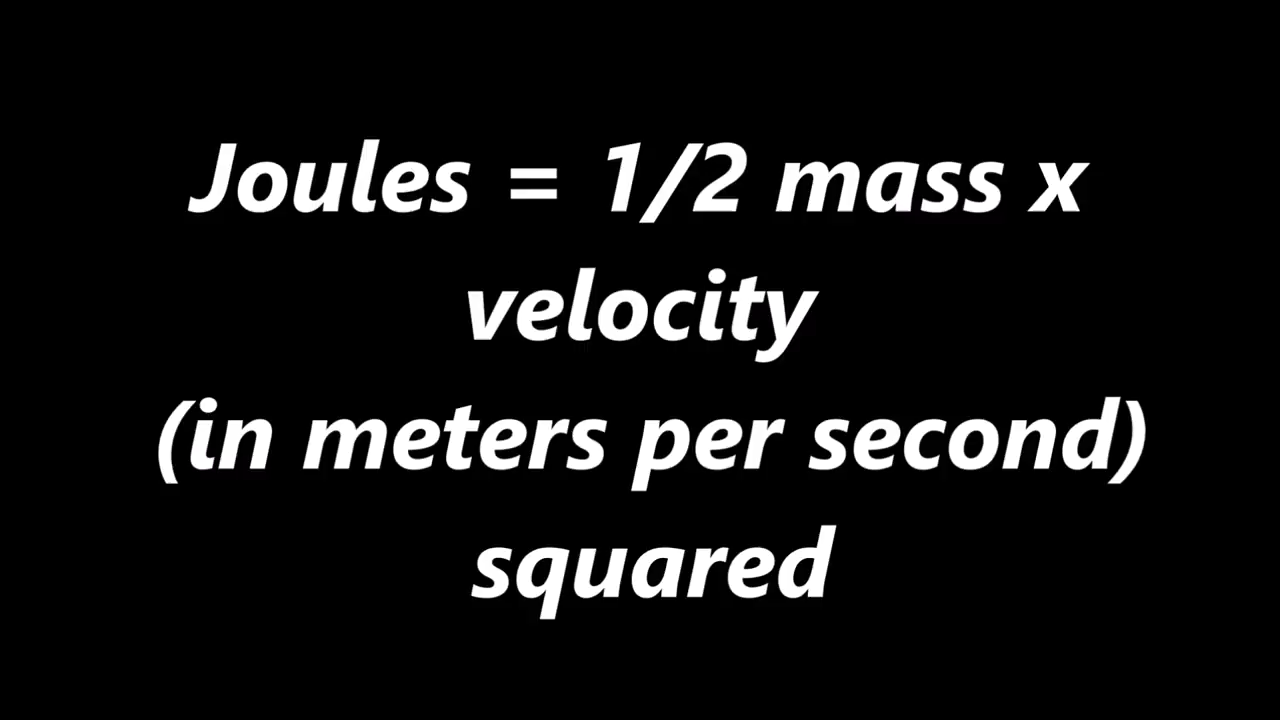 Joules = 1/2 mass x
velocity
(in meters per second)
squared